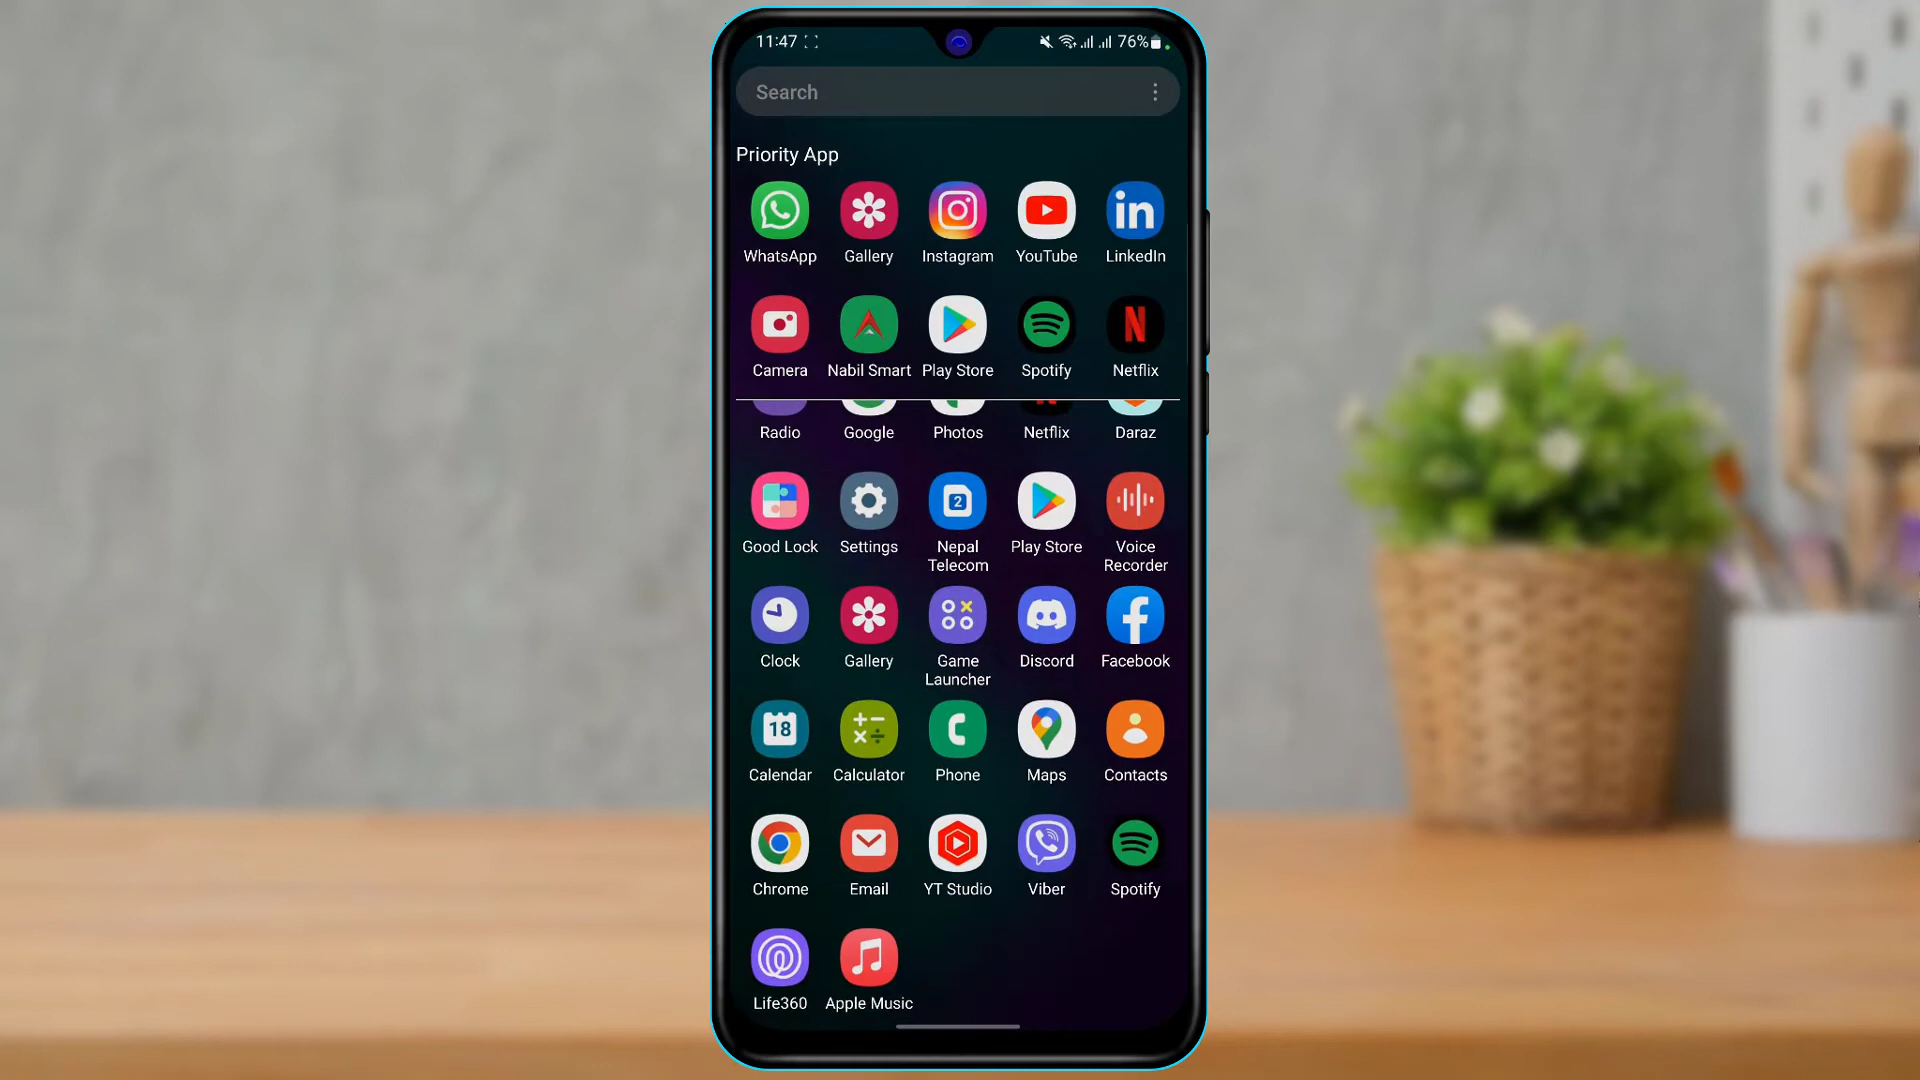 11:47 76%
Search
Priority App
WhatsApp Gallery Instagram YouTube LinkedIn
Camera Nabil Smart Play Store Spotify Netflix
Radio Google Photos Netflix Daraz
2
Good Lock Settings Nepal Telecom Play Store Voice Recorder
Clock Gallery Game Launcher Discord Facebook
18
Calendar Calculator Phone Maps Contacts
Chrome Email YT Studio Viber Spotify
Life360 Apple Music